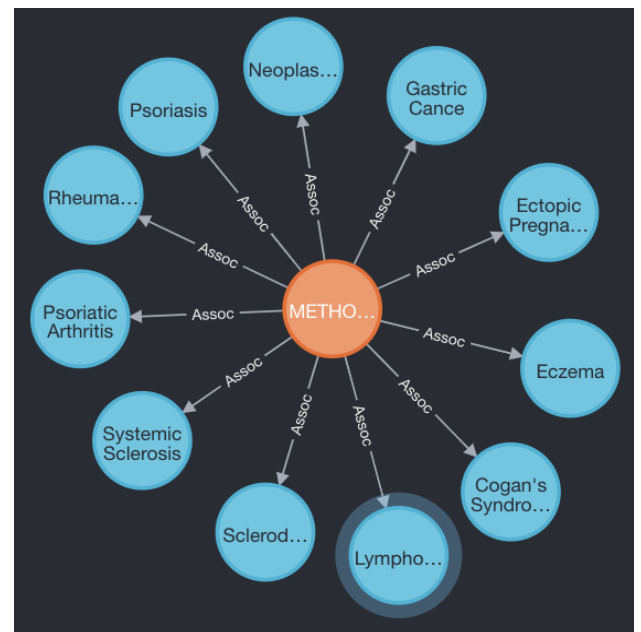 Neoplas…
Gastric
Cance
Psoriasis
Ectopic
Pregna…
Rheuma…
Psoriatic
Arthritis
METHO…
Eczema
Systemic
Sclerosis
Cogan's
Syndro…
Sclerod…
Lympho…
Assoc
Assoc
Assoc
Assoc
Assoc
Assoc
Assoc
Assoc
Assoc
Assoc
Assoc